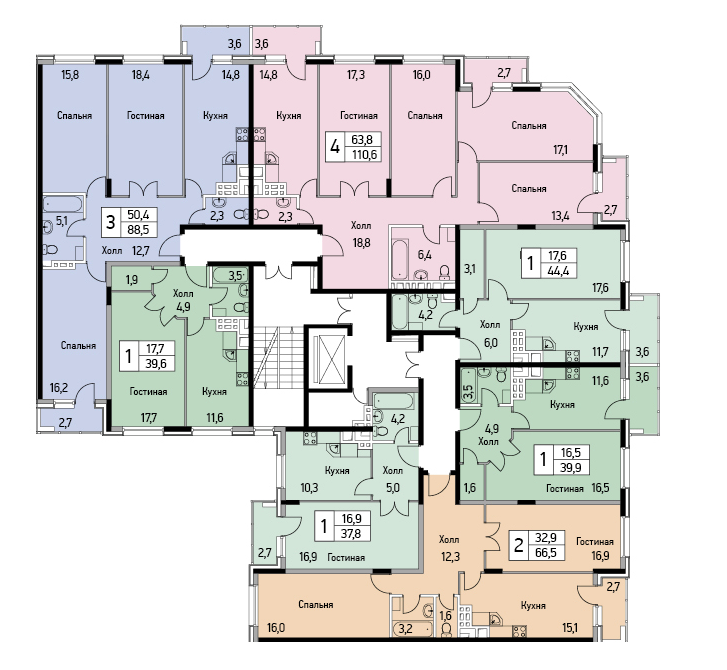 3,6
3,6
15,8
18,4
14,8
14,8
17,3
16,0
2,7
Спальня
Гостиная
Кухня
Кухня
Гостиная
Спальня
Спальня
17,1
4
63,8
110,6
Спальня
13,4
2,7
5,1
3
50,4
88,5
Холл
12,7
2,3
2,3
Холл
18,8
6,4
3,1
1
17,6
44,4
17,6
1,9
Холл
4,9
3,5
4,2
Холл
6,0
Кухня
11,7
3,6
Спальня
16,2
2,7
1
17,7
39,6
Гостиная
17,7
Кухня
11,6
3,5
11,6
Кухня
3,6
4,9
Холл
1
16,5
39,9
1,6
Гостиная
16,5
4,2
Кухня
10,3
Холл
5,0
1
16,9
37,8
2,7
16,9
Гостиная
Холл
12,3
2
32,9
66,5
Гостиная
16,9
Спальня
16,0
3,2
1,6
Кухня
15,1
2,7